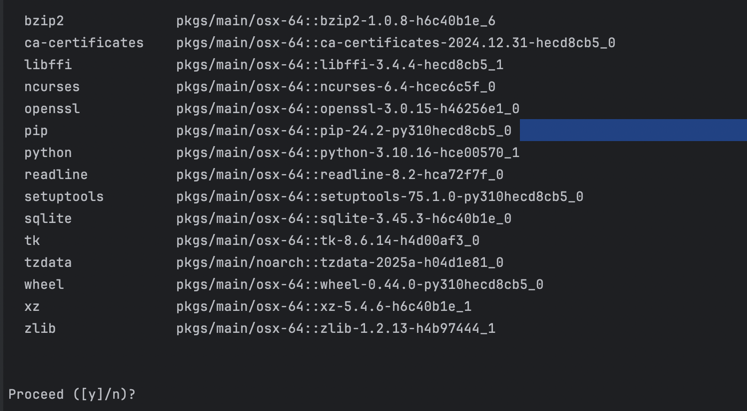 bzip2 pkgs/main/osx-64::bzip2-1.0.8-h6c40b1e_6
ca-certificates pkgs/main/osx-64::ca-certificates-2024.12.31-hecd8cb5_0
libffi pkgs/main/osx-64::libffi-3.4.4-hecd8cb5_1
ncurses pkgs/main/osx-64::ncurses-6.4-hcec6c5f_0
openssl pkgs/main/osx-64::openssl-3.0.15-h46256e1_0
pip pkgs/main/osx-64::pip-24.2-py310hecd8cb5_0
python pkgs/main/osx-64::python-3.10.16-hce00570_1
readline pkgs/main/osx-64::readline-8.2-hca72f7f_0
setuptools pkgs/main/osx-64::setuptools-75.1.0-py310hecd8cb5_0
sqlite pkgs/main/osx-64::sqlite-3.45.3-h6c40b1e_0
tk pkgs/main/osx-64::tk-8.6.14-h4d00af3_0
tzdata pkgs/main/noarch::tzdata-2025a-h04d1e81_0
wheel pkgs/main/osx-64::wheel-0.44.0-py310hecd8cb5_0
xz pkgs/main/osx-64::xz-5.4.6-h6c40b1e_1
zlib pkgs/main/osx-64::zlib-1.2.13-h4b97444_1
Proceed ([y]/n)?